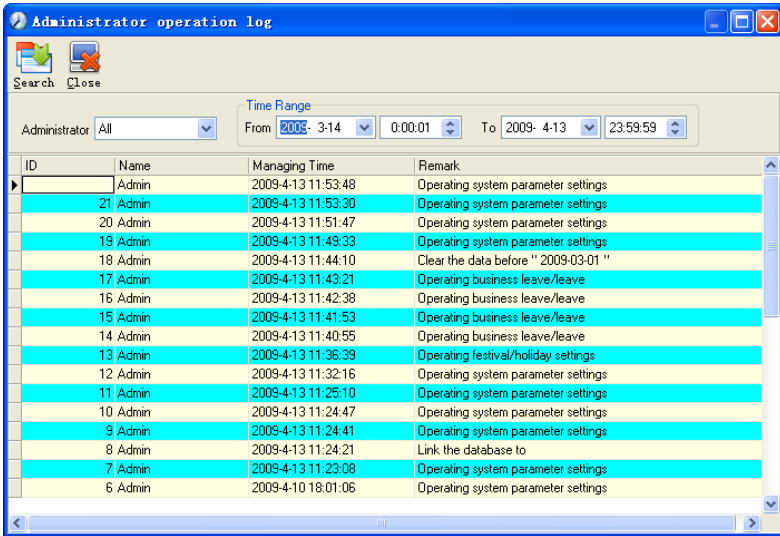 Administrator operation log
Search Close
Time Range
Administrator All From 2009- 3-14 0:00:01 To 2009- 4-13 23:59:59
ID Name Managing Time Remark
Admin 2009-4-13 11:53:48 Operating system parameter settings
21 Admin 2009-4-13 11:53:30 Operating system parameter settings
20 Admin 2009-4-13 11:51:47 Operating system parameter settings
19 Admin 2009-4-13 11:49:33 Operating system parameter settings
18 Admin 2009-4-13 11:44:10 Clear the data before " 2009-03-01 "
17 Admin 2009-4-13 11:43:21 Operating business leave/leave
16 Admin 2009-4-13 11:42:38 Operating business leave/leave
15 Admin 2009-4-13 11:41:53 Operating business leave/leave
14 Admin 2009-4-13 11:40:55 Operating business leave/leave
13 Admin 2009-4-13 11:36:39 Operating festival/holiday settings
12 Admin 2009-4-13 11:32:16 Operating system parameter settings
11 Admin 2009-4-13 11:25:10 Operating system parameter settings
10 Admin 2009-4-13 11:24:47 Operating system parameter settings
9 Admin 2009-4-13 11:24:41 Operating system parameter settings
8 Admin 2009-4-13 11:24:21 Link the database to
7 Admin 2009-4-13 11:23:08 Operating system parameter settings
6 Admin 2009-4-10 18:01:06 Operating system parameter settings